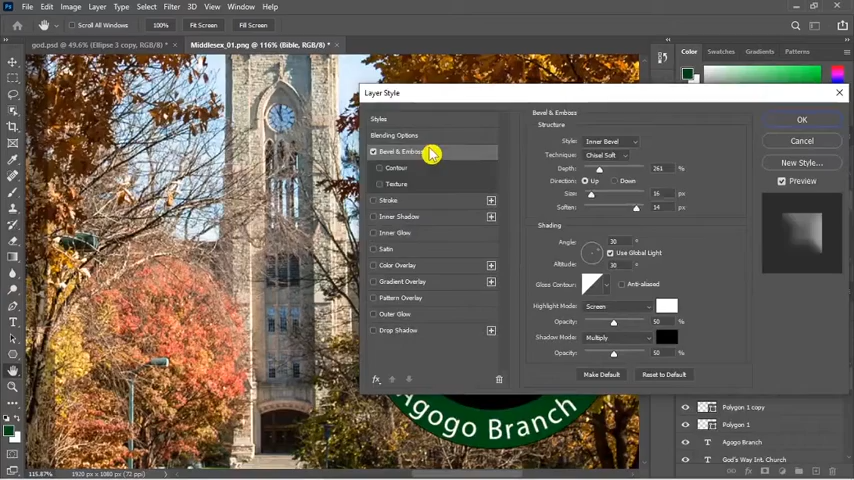 File Edit Image Layer Type Select Filter 3D View Window Help
Scroll All Windows 100% Fit Screen Fill Screen
god.psd @ 49.6% (Ellipse 3 copy, RGB/8) * × Middlesex_01.png @ 116% (Bible, RGB/8) * ×
Color Swatches Gradients Patterns
Layer Style
Styles
Blending Options
Bevel & Emboss
Contour
Texture
Stroke
Inner Shadow
Inner Glow
Satin
Color Overlay
Gradient Overlay
Pattern Overlay
Outer Glow
Drop Shadow
fx
Bevel & Emboss
Structure
Style: Inner Bevel
Technique: Chisel Soft
Depth: 261 %
Direction: Up Down
Size: 16 px
Soften: 14 px
Shading
Angle: 30 °
Use Global Light
Altitude: 30 °
Gloss Contour: Anti-aliased
Highlight Mode: Screen
Opacity: 50 %
Shadow Mode: Multiply
Opacity: 50 %
Make Default Reset to Default
OK
Cancel
New Style...
Preview
Agogo Branch
Polygon 1 copy
Polygon 1
T Agogo Branch
T God's Way Int. Church
115.87% 1920 px x 1080 px (72 ppi)